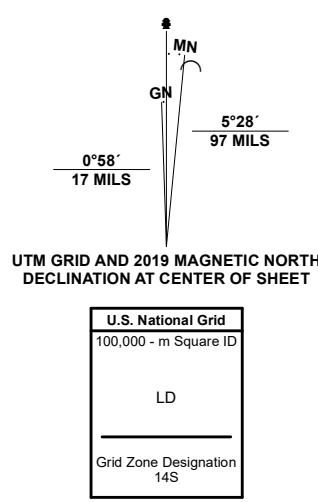 MN
GN
5°28´
97 MILS
0°58´
17 MILS
UTM GRID AND 2019 MAGNETIC NORTH
DECLINATION AT CENTER OF SHEET
U.S. National Grid
100,000 - m Square ID
LD
Grid Zone Designation
14S